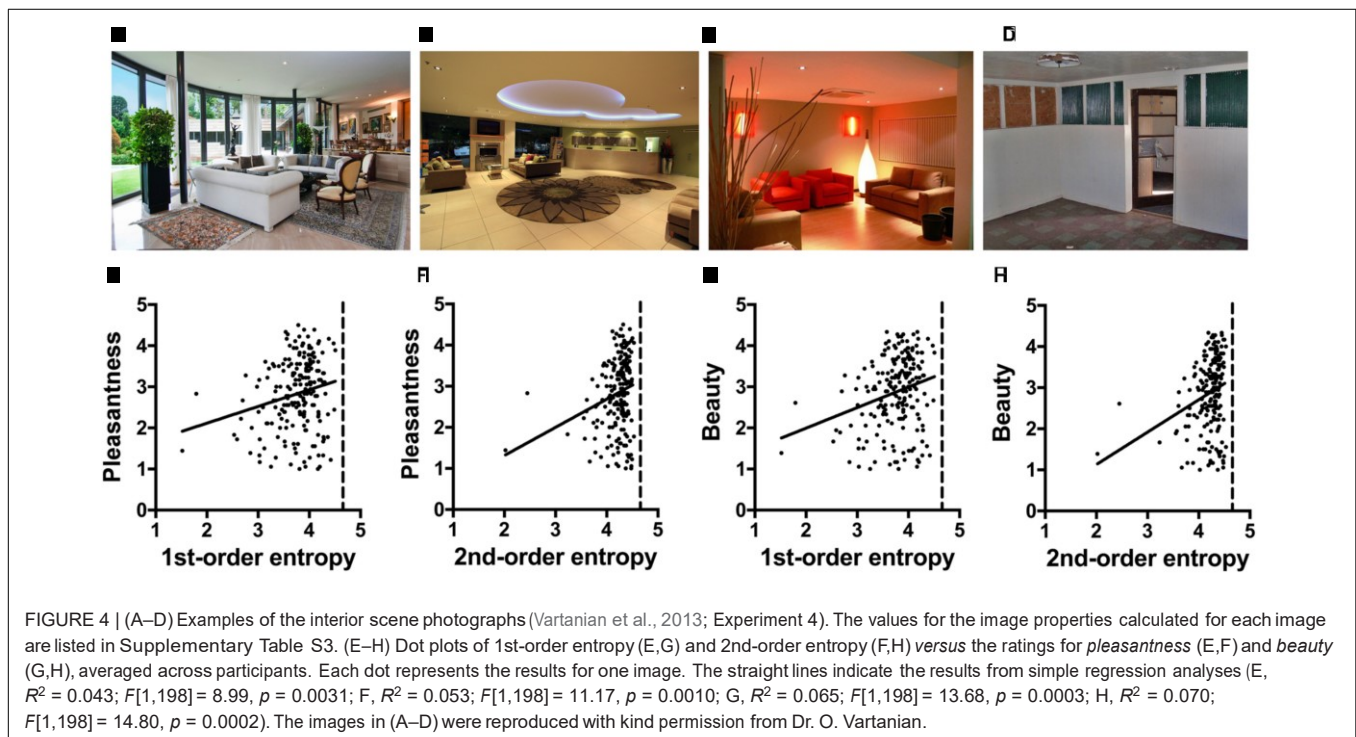 D
F H
5 5 5 5
4 4 4 4
3 3 3 3
2 2 2 2
1 1 1 1
0 0 0 0
Pleasantness Pleasantness Beauty Beauty
1 2 3 4 5 1 2 3 4 5 1 2 3 4 5 1 2 3 4 5
1st-order entropy 2nd-order entropy 1st-order entropy 2nd-order entropy
FIGURE 4 | (A–D) Examples of the interior scene photographs (Vartanian et al., 2013; Experiment 4). The values for the image properties calculated for each image
are listed in Supplementary Table S3. (E–H) Dot plots of 1st-order entropy (E,G) and 2nd-order entropy (F,H) versus the ratings for pleasantness (E,F) and beauty
(G,H), averaged across participants. Each dot represents the results for one image. The straight lines indicate the results from simple regression analyses (E,
R² = 0.043; F[1,198] = 8.99, p = 0.0031; F, R² = 0.053; F[1,198] = 11.17, p = 0.0010; G, R² = 0.065; F[1,198] = 13.68, p = 0.0003; H, R² = 0.070;
F[1,198] = 14.80, p = 0.0002). The images in (A–D) were reproduced with kind permission from Dr. O. Vartanian.